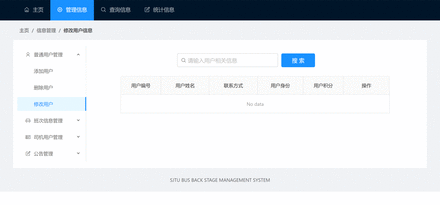 主页 管理信息 查询信息 统计信息
主页 / 信息管理 / 修改用户信息
普通用户管理
添加用户
删除用户
修改用户
班次信息管理
司机用户管理
公告管理
请输入用户相关信息 搜 索
用户编号 用户姓名 联系方式 用户身份 用户积分 操作
No data
SITU BUS BACK STAGE MANAGEMENT SYSTEM